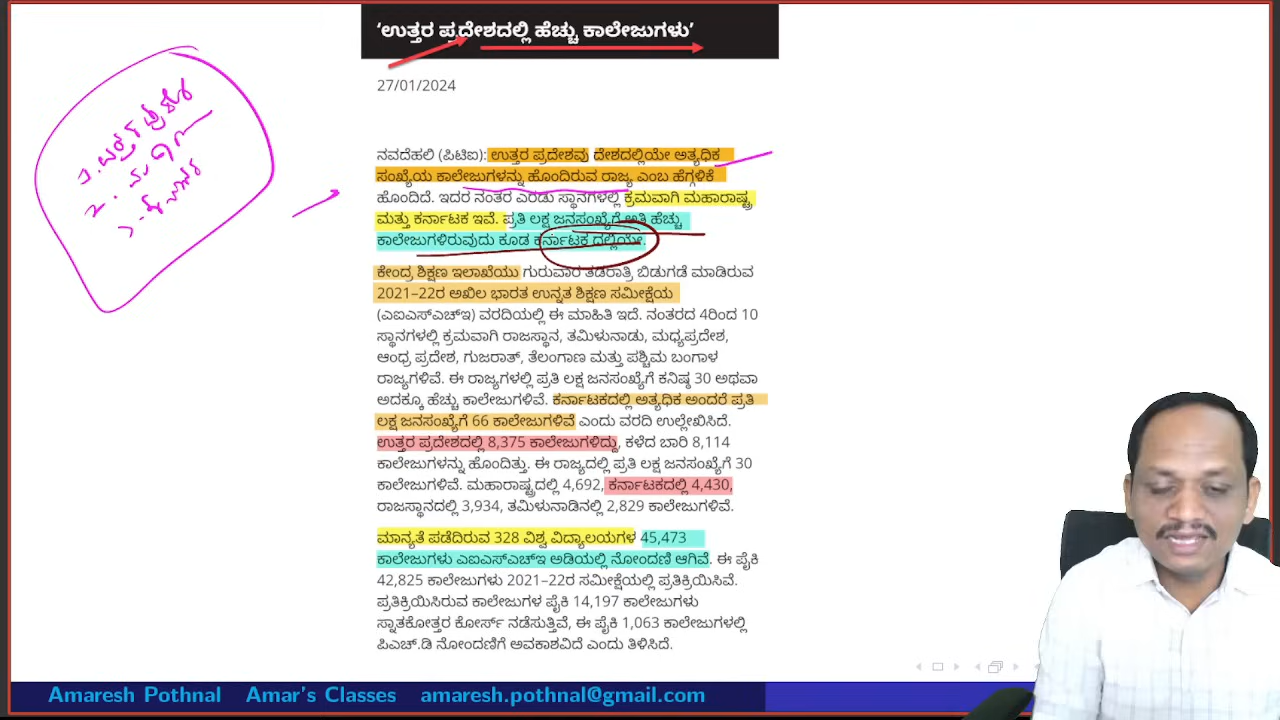 ‘ಉತ್ತರ ಪ್ರದೇಶದಲ್ಲಿ ಹೆಚ್ಚು ಕಾಲೇಜುಗಳು’
27/01/2024
ನವದೆಹಲಿ (ಪಿಟಿಐ): ಉತ್ತರ ಪ್ರದೇಶವು ದೇಶದಲ್ಲಿಯೇ ಅತ್ಯಧಿಕ
ಸಂಖ್ಯೆಯ ಕಾಲೇಜುಗಳನ್ನು ಹೊಂದಿರುವ ರಾಜ್ಯ ಎಂಬ ಹೆಗ್ಗಳಿಕೆ
ಹೊಂದಿದೆ. ಇದರ ನಂತರ ಎರಡು ಸ್ಥಾನಗಳಲ್ಲಿ ಕ್ರಮವಾಗಿ ಮಹಾರಾಷ್ಟ್ರ
ಮತ್ತು ಕರ್ನಾಟಕ ಇವೆ. ಪ್ರತಿ ಲಕ್ಷ ಜನಸಂಖ್ಯೆಗೆ ಅತಿ ಹೆಚ್ಚು
ಕಾಲೇಜುಗಳಿರುವುದು ಕೂಡ ಕರ್ನಾಟಕ ದಲ್ಲಿಯೇ.
ಕೇಂದ್ರ ಶಿಕ್ಷಣ ಇಲಾಖೆಯು ಗುರುವಾರ ತಡರಾತ್ರಿ ಬಿಡುಗಡೆ ಮಾಡಿರುವ
2021–22ರ ಅಖಿಲ ಭಾರತ ಉನ್ನತ ಶಿಕ್ಷಣ ಸಮೀಕ್ಷೆಯ
(ಎಐಎಸ್‌ಎಚ್‌ಇ) ವರದಿಯಲ್ಲಿ ಈ ಮಾಹಿತಿ ಇದೆ. ನಂತರದ 4ರಿಂದ 10
ಸ್ಥಾನಗಳಲ್ಲಿ ಕ್ರಮವಾಗಿ ರಾಜಸ್ಥಾನ, ತಮಿಳುನಾಡು, ಮಧ್ಯಪ್ರದೇಶ,
ಆಂಧ್ರ ಪ್ರದೇಶ, ಗುಜರಾತ್, ತೆಲಂಗಾಣ ಮತ್ತು ಪಶ್ಚಿಮ ಬಂಗಾಳ
ರಾಜ್ಯಗಳಿವೆ. ಈ ರಾಜ್ಯಗಳಲ್ಲಿ ಪ್ರತಿ ಲಕ್ಷ ಜನಸಂಖ್ಯೆಗೆ ಕನಿಷ್ಠ 30 ಅಥವಾ
ಅದಕ್ಕೂ ಹೆಚ್ಚು ಕಾಲೇಜುಗಳಿವೆ. ಕರ್ನಾಟಕದಲ್ಲಿ ಅತ್ಯಧಿಕ ಅಂದರೆ ಪ್ರತಿ
ಲಕ್ಷ ಜನಸಂಖ್ಯೆಗೆ 66 ಕಾಲೇಜುಗಳಿವೆ ಎಂದು ವರದಿ ಉಲ್ಲೇಖಿಸಿದೆ.
ಉತ್ತರ ಪ್ರದೇಶದಲ್ಲಿ 8,375 ಕಾಲೇಜುಗಳಿದ್ದು, ಕಳೆದ ಬಾರಿ 8,114
ಕಾಲೇಜುಗಳನ್ನು ಹೊಂದಿತ್ತು. ಈ ರಾಜ್ಯದಲ್ಲಿ ಪ್ರತಿ ಲಕ್ಷ ಜನಸಂಖ್ಯೆಗೆ 30
ಕಾಲೇಜುಗಳಿವೆ. ಮಹಾರಾಷ್ಟ್ರದಲ್ಲಿ 4,692, ಕರ್ನಾಟಕದಲ್ಲಿ 4,430,
ರಾಜಸ್ಥಾನದಲ್ಲಿ 3,934, ತಮಿಳುನಾಡಿನಲ್ಲಿ 2,829 ಕಾಲೇಜುಗಳಿವೆ.
ಮಾನ್ಯತೆ ಪಡೆದಿರುವ 328 ವಿಶ್ವ ವಿದ್ಯಾಲಯಗಳ 45,473
ಕಾಲೇಜುಗಳು ಎಐಎಸ್‌ಎಚ್‌ಇ ಅಡಿಯಲ್ಲಿ ನೋಂದಣಿ ಆಗಿವೆ. ಈ ಪೈಕಿ
42,825 ಕಾಲೇಜುಗಳು 2021–22ರ ಸಮೀಕ್ಷೆಯಲ್ಲಿ ಪ್ರತಿಕ್ರಿಯಿಸಿವೆ.
ಪ್ರತಿಕ್ರಿಯಿಸಿರುವ ಕಾಲೇಜುಗಳ ಪೈಕಿ 14,197 ಕಾಲೇಜುಗಳು
ಸ್ನಾತಕೋತ್ತರ ಕೋರ್ಸ್ ನಡೆಸುತ್ತಿವೆ, ಈ ಪೈಕಿ 1,063 ಕಾಲೇಜುಗಳಲ್ಲಿ
ಪಿಎಚ್‌.ಡಿ ನೋಂದಣಿಗೆ ಅವಕಾಶವಿದೆ ಎಂದು ತಿಳಿಸಿದೆ.
Amaresh Pothnal Amar's Classes amaresh.pothnal@gmail.com